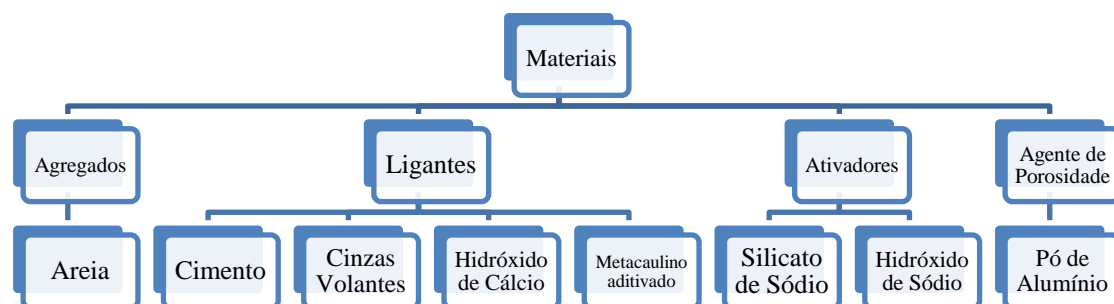 Materiais
Agregados
Ligantes
Ativadores
Agente de
Porosidade
Areia
Cimento
Cinzas
Volantes
Hidróxido
de Cálcio
Metacaulino
aditivado
Silicato
de Sódio
Hidróxido
de Sódio
Pó de
Alumínio